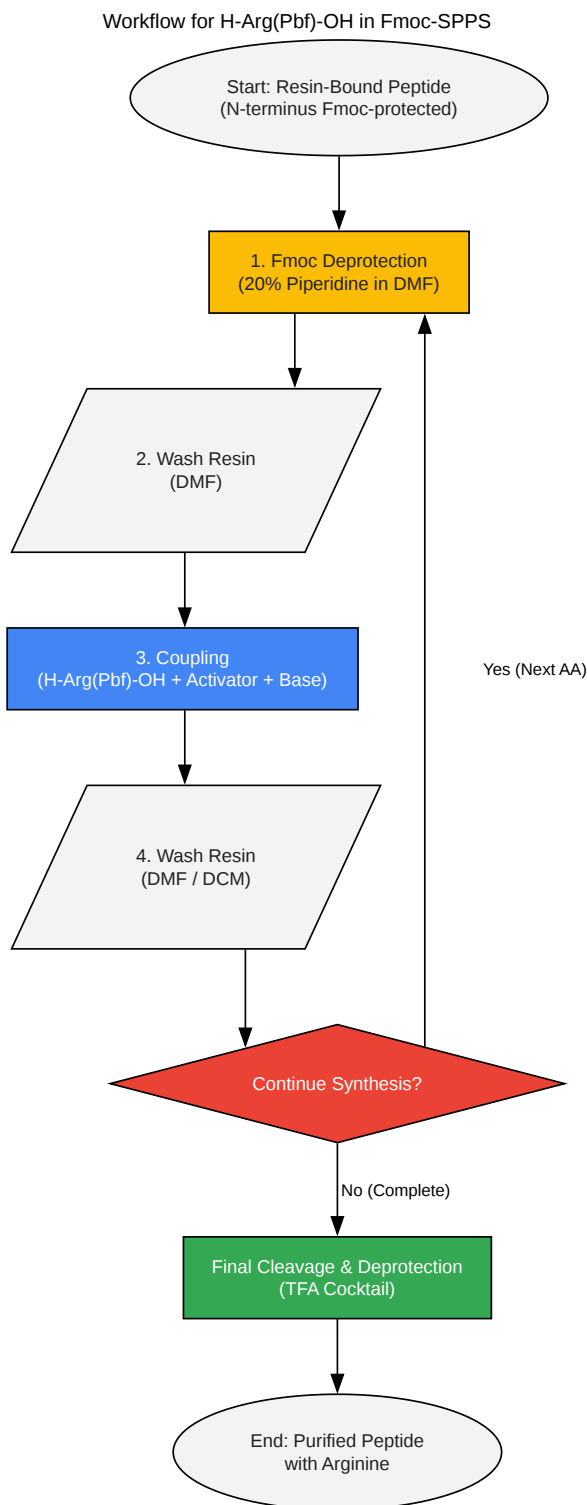 Workflow for H-Arg(Pbf)-OH in Fmoc-SPPS
Start: Resin-Bound Peptide
(N-terminus Fmoc-protected)
1. Fmoc Deprotection
(20% Piperidine in DMF)
2. Wash Resin
(DMF)
3. Coupling
(H-Arg(Pbf)-OH + Activator + Base)
Yes (Next AA)
4. Wash Resin
(DMF / DCM)
Continue Synthesis?
No (Complete)
Final Cleavage & Deprotection
(TFA Cocktail)
End: Purified Peptide
with Arginine